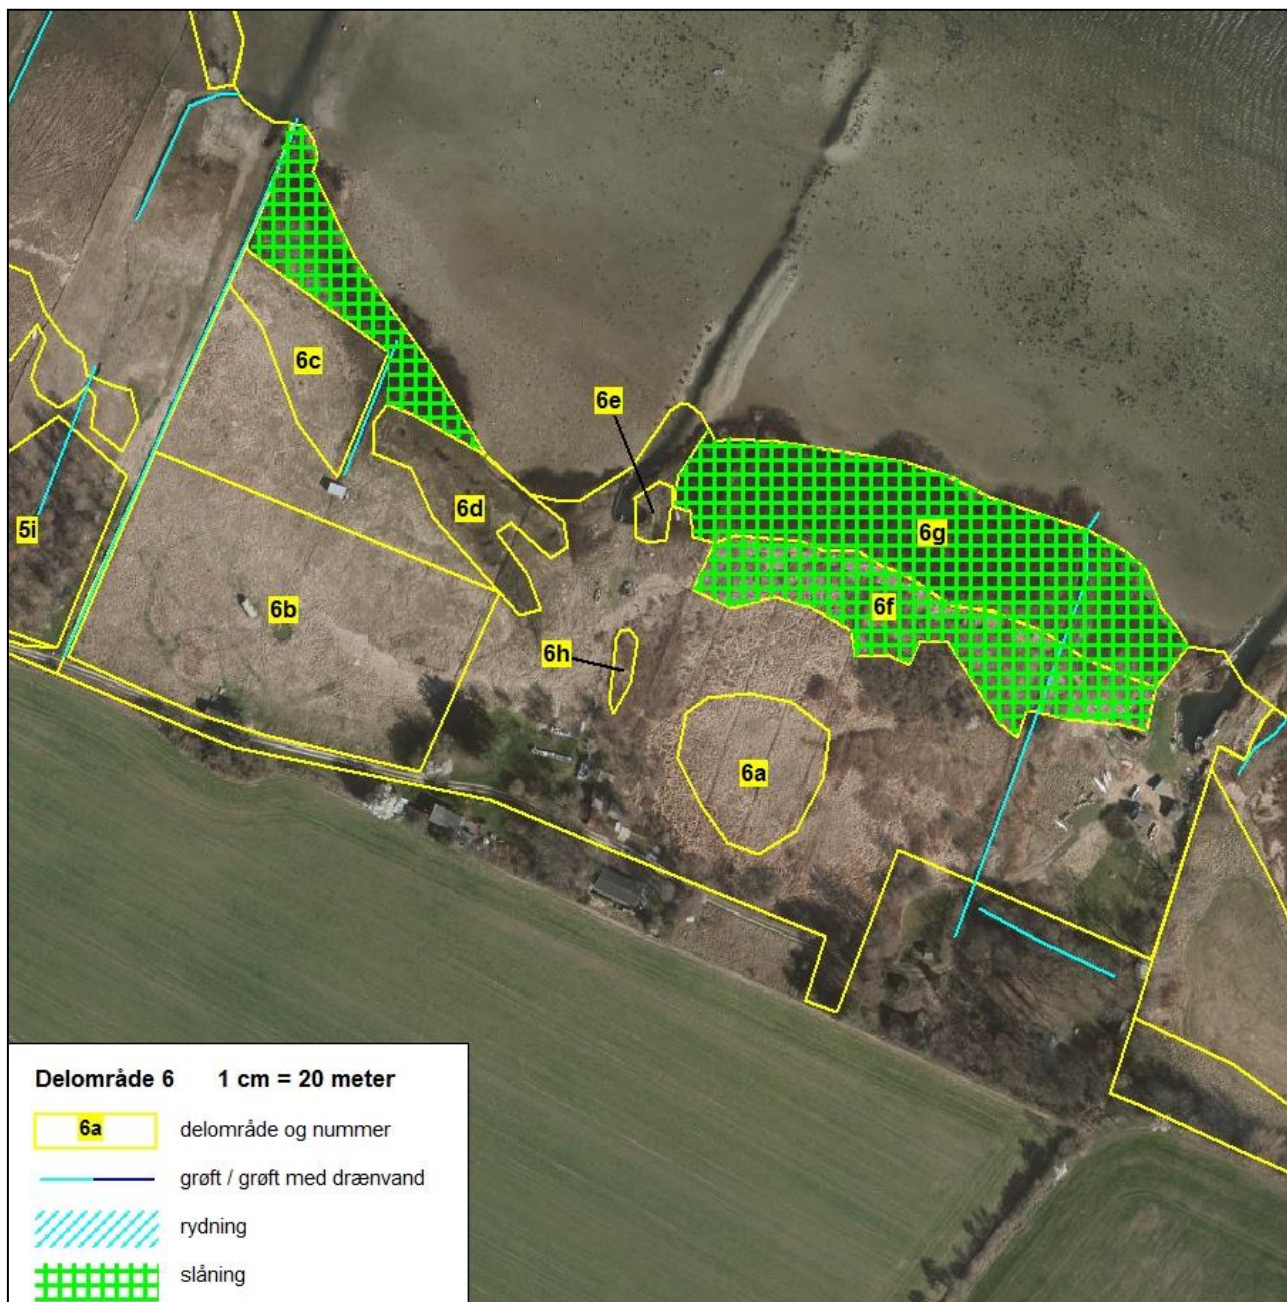 6c
6e
6d
6g
5i
6b
6f
6h
6a
Delområde 6 1 cm = 20 meter
6a delområde og nummer
grøft / grøft med drænvand
rydning
slåning